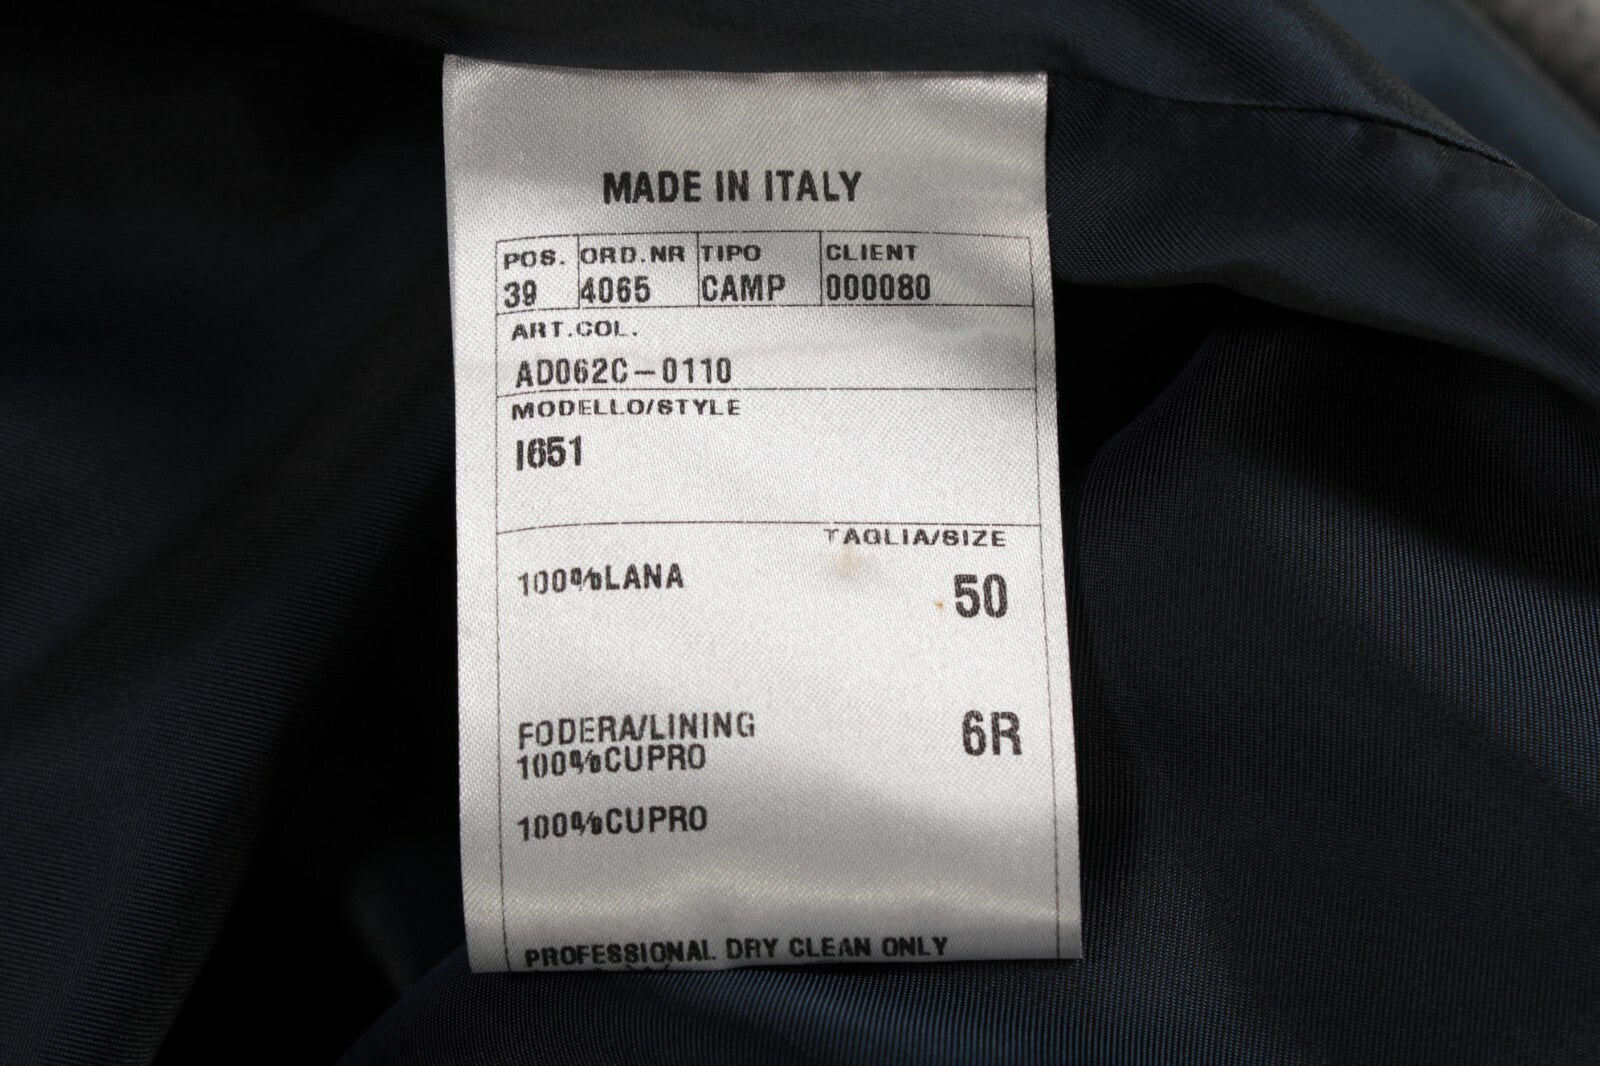 MADE IN ITALY
POS. ORD.NR TIPO CLIENT
39 4065 CAMP 000080
ART.COL.
AD062C-0110
MODELLO/STYLE
I651
TAGLIA/SIZE
100%LANA 50
FODERA/LINING 6R
100%CUPRO
100%CUPRO
PROFESSIONAL DRY CLEAN ONLY